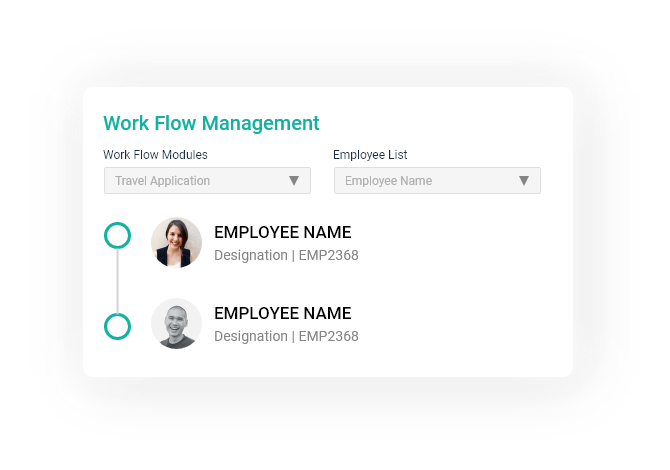 Work Flow Management
Work Flow Modules
Employee List
Travel Application
Employee Name
EMPLOYEE NAME
Designation | EMP2368
EMPLOYEE NAME
Designation | EMP2368